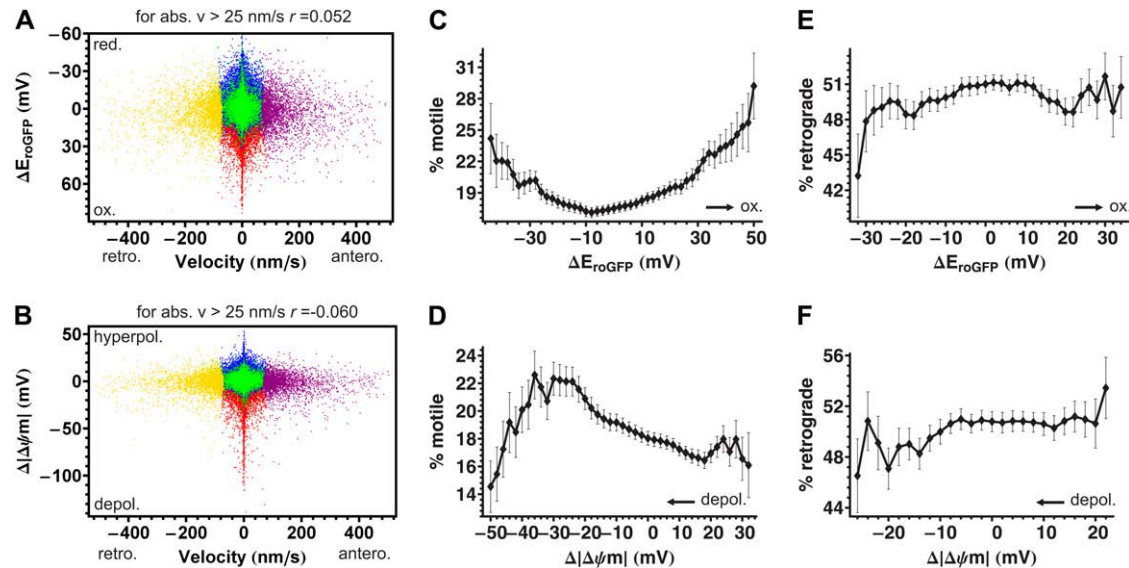 A
for abs. v > 25 nm/s r =0.052
−60
−30
0
30
60
ΔE_roGFP (mV)
red.
ox.
−400 −200 0 200 400
retro. Velocity (nm/s) antero.
C
31
28
25
22
19
% motile
→ ox.
−30 −10 10 30 50
ΔE_roGFP (mV)
E
54
51
48
45
42
% retrograde
→ ox.
−30 −20 −10 0 10 20 30
ΔE_roGFP (mV)
B
for abs. v > 25 nm/s r =-0.060
50
0
−50
−100
Δ|Δψm| (mV)
hyperpol.
depol.
−400 −200 0 200 400
retro. Velocity (nm/s) antero.
D
24
22
20
18
16
14
% motile
← depol.
−50 −40 −30 −20 −10 0 10 20 30
Δ|Δψm| (mV)
F
56
52
48
44
% retrograde
← depol.
−20 −10 0 10 20
Δ|Δψm| (mV)